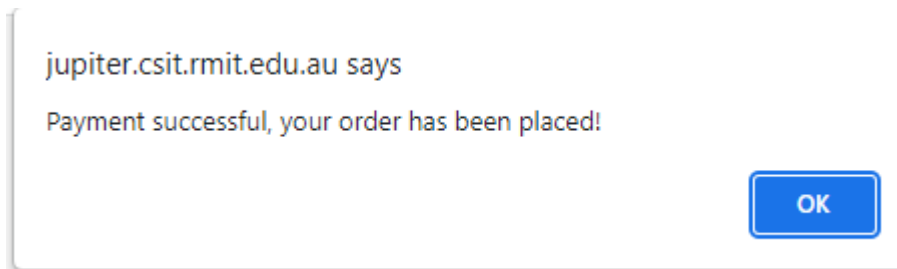 jupiter.csit.rmit.edu.au says
Payment successful, your order has been placed!
OK